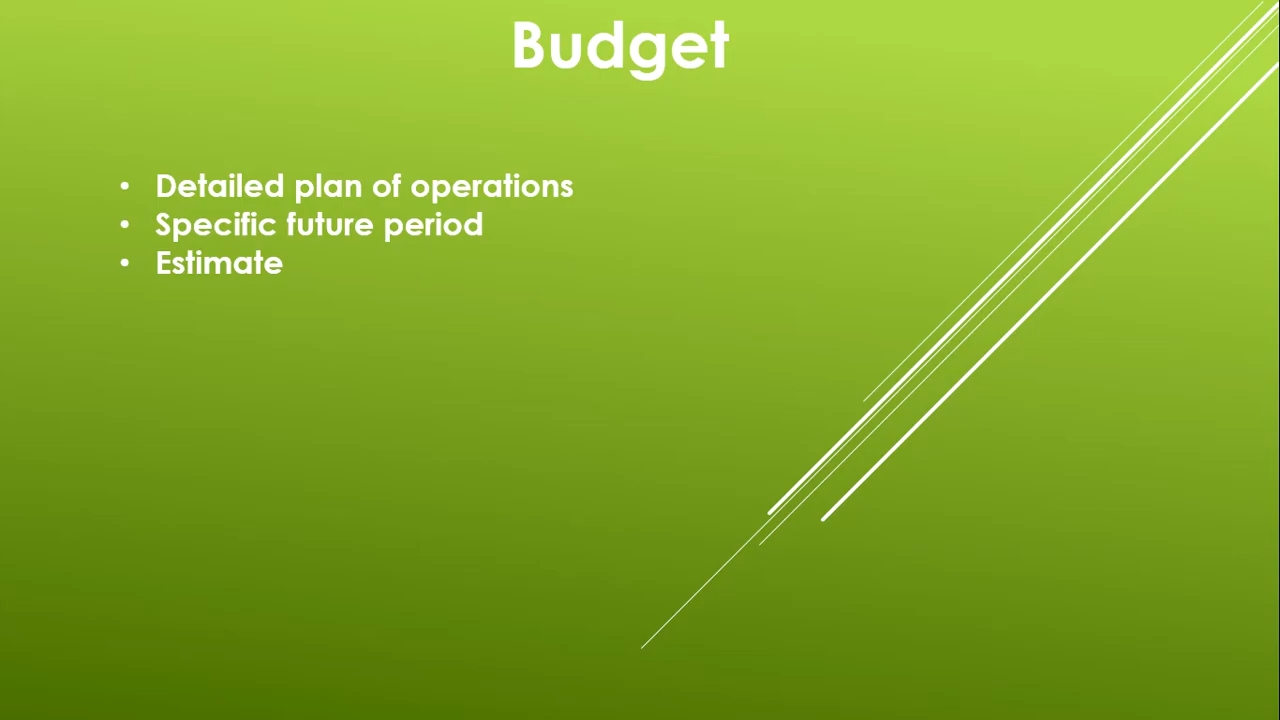 Budget
• Detailed plan of operations
• Specific future period
• Estimate